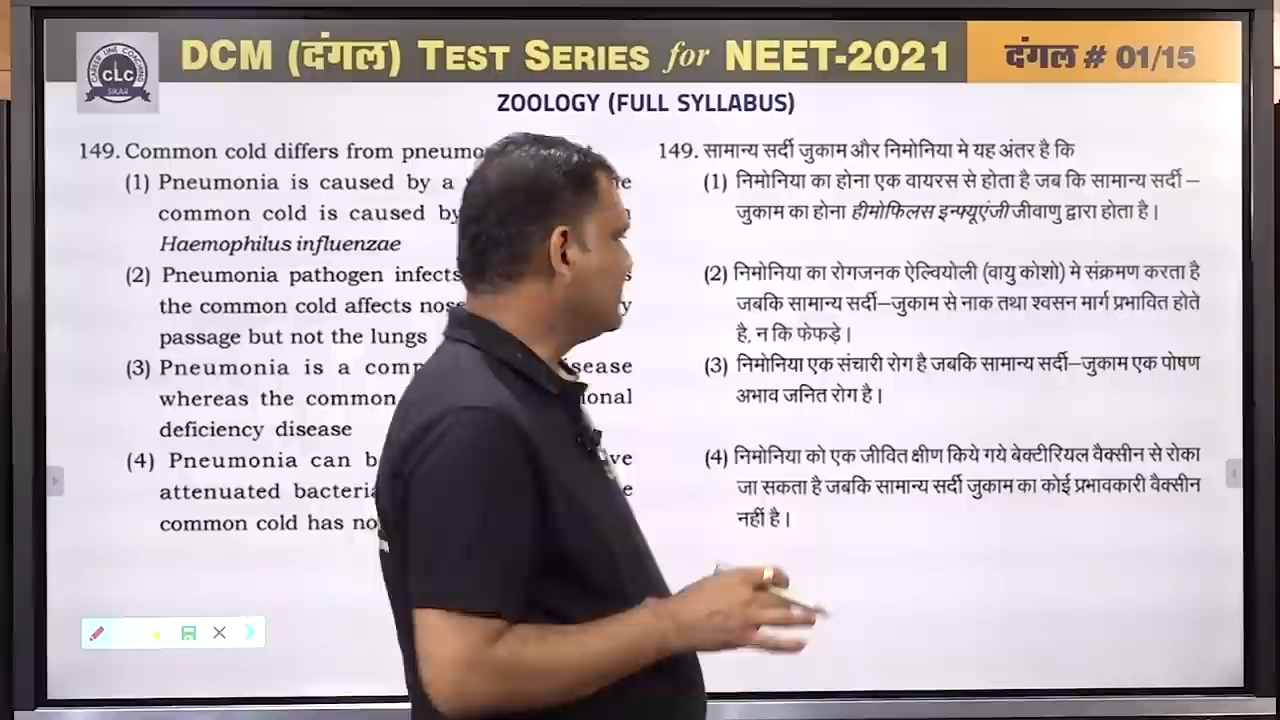 DCM (दंगल) TEST SERIES for NEET-2021
दंगल # 01/15
CAREER LINE COACHING
CLC
SIKAR
ZOOLOGY (FULL SYLLABUS)
149. Common cold differs from
(1) Pneumonia is caused by a
common cold is caused by
Haemophilus influenzae
(2) Pneumonia pathogen infects
the common cold affects
passage but not the lungs
(3) Pneumonia is a
whereas the common
deficiency disease
(4) Pneumonia can
attenuated
common cold has
149. सामान्य सर्दी जुकाम और निमोनिया मे यह अंतर है कि
(1) निमोनिया का होना एक वायरस से होता है जब कि सामान्य सर्दी –
जुकाम का होना हीमोफिलस इन्फ्यूएंजी जीवाणु द्वारा होता है।
(2) निमोनिया का रोगजनक ऐल्वियोली (वायु कोशो) मे संक्रमण करता है
जबकि सामान्य सर्दी–जुकाम से नाक तथा श्वसन मार्ग प्रभावित होते
है, न कि फेफड़े।
(3) निमोनिया एक संचारी रोग है जबकि सामान्य सर्दी–जुकाम एक पोषण
अभाव जनित रोग है।
(4) निमोनिया को एक जीवित क्षीण किये गये बेक्टीरियल वैक्सीन से रोका
जा सकता है जबकि सामान्य सर्दी जुकाम का कोई प्रभावकारी वैक्सीन
नहीं है।